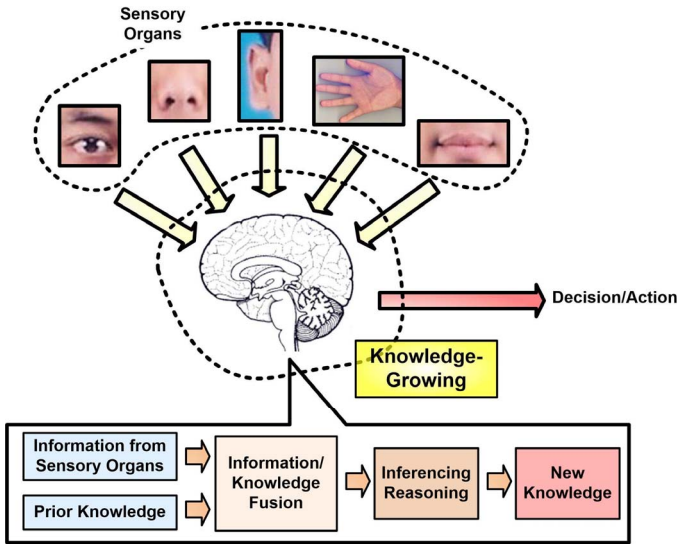 Sensory
Organs
Decision/Action
Knowledge-
Growing
Information from
Sensory Organs
Prior Knowledge
Information/
Knowledge
Fusion
Inferencing
Reasoning
New
Knowledge